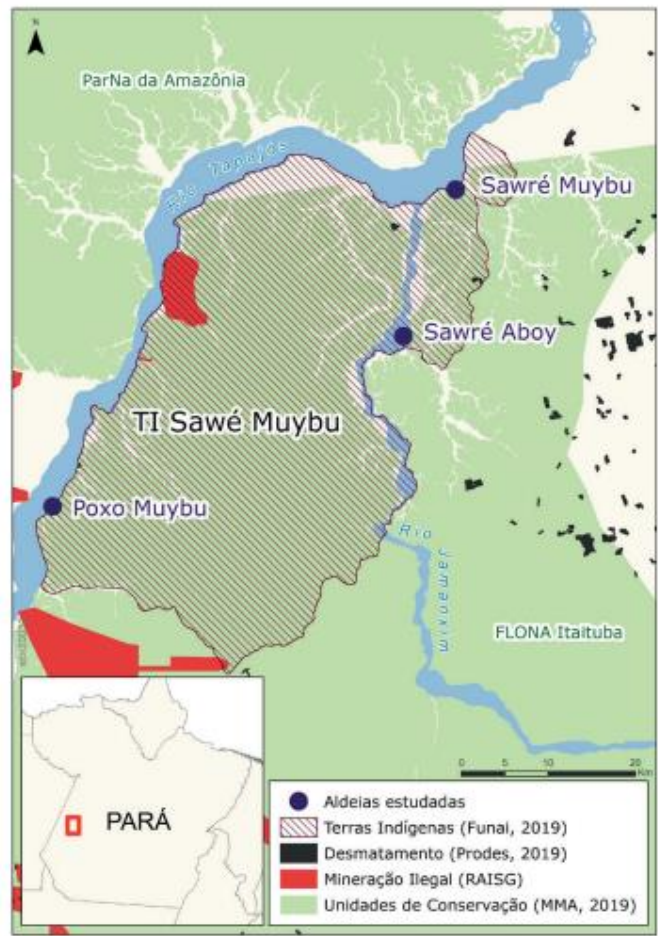 N
ParNa da Amazônia
Rio Tapajós
Sawré Muybu
Sawré Aboy
TI Sawé Muybu
Poxo Muybu
Rio Jamanxim
FLONA Itaituba
0 5 10 20
Km
PARÁ
Aldeias estudadas
Terras Indígenas (Funai, 2019)
Desmatamento (Prodes, 2019)
Mineração Ilegal (RAISG)
Unidades de Conservação (MMA, 2019)